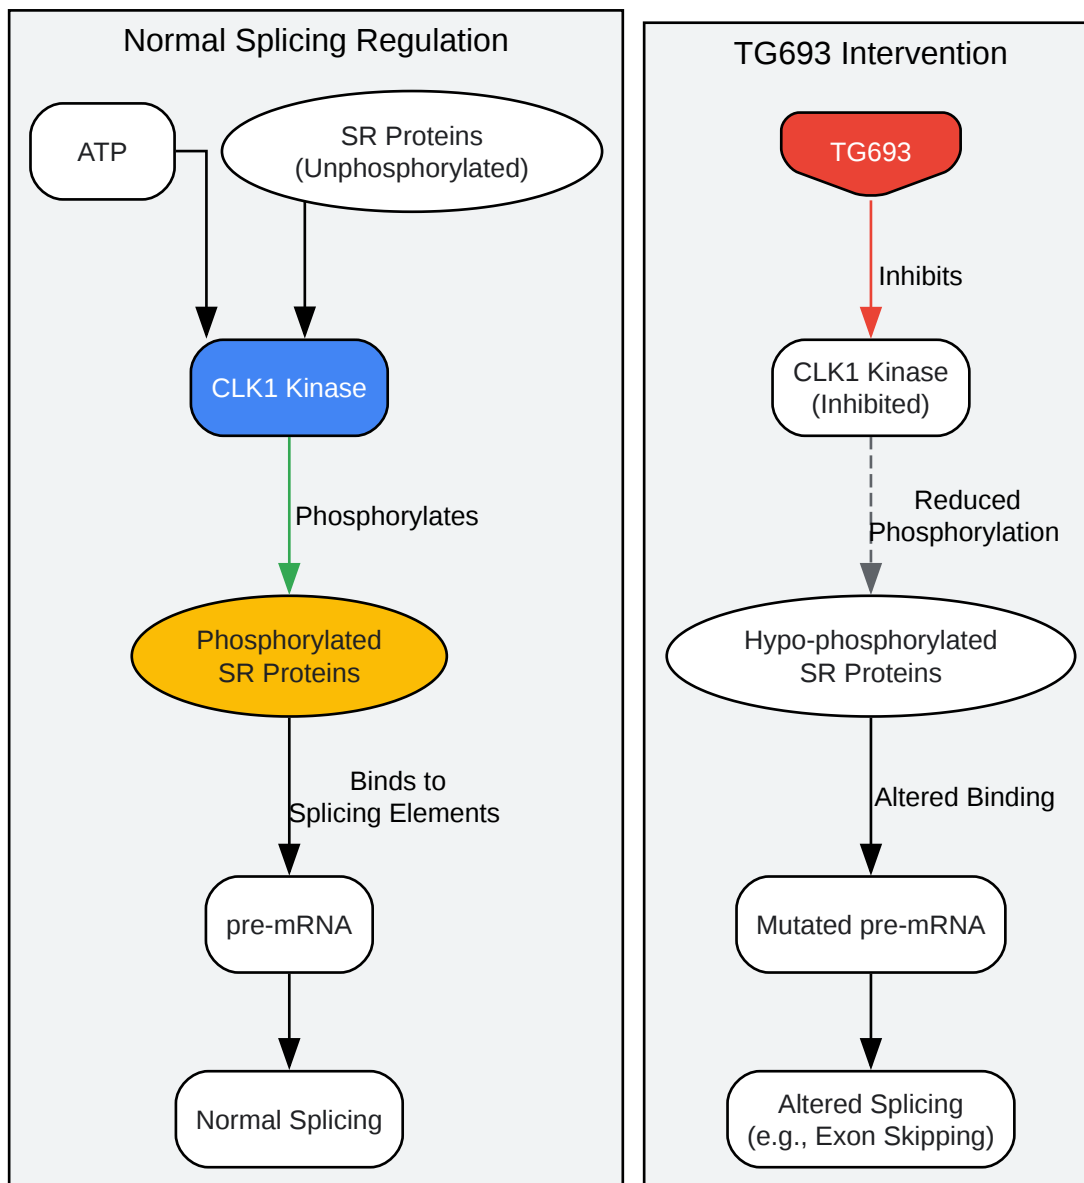 Normal Splicing Regulation
ATP
SR Proteins
(Unphosphorylated)
CLK1 Kinase
Phosphorylates
Phosphorylated
SR Proteins
Binds to
Splicing Elements
pre-mRNA
Normal Splicing
TG693 Intervention
TG693
Inhibits
CLK1 Kinase
(Inhibited)
Reduced
Phosphorylation
Hypo-phosphorylated
SR Proteins
Altered Binding
Mutated pre-mRNA
Altered Splicing
(e.g., Exon Skipping)